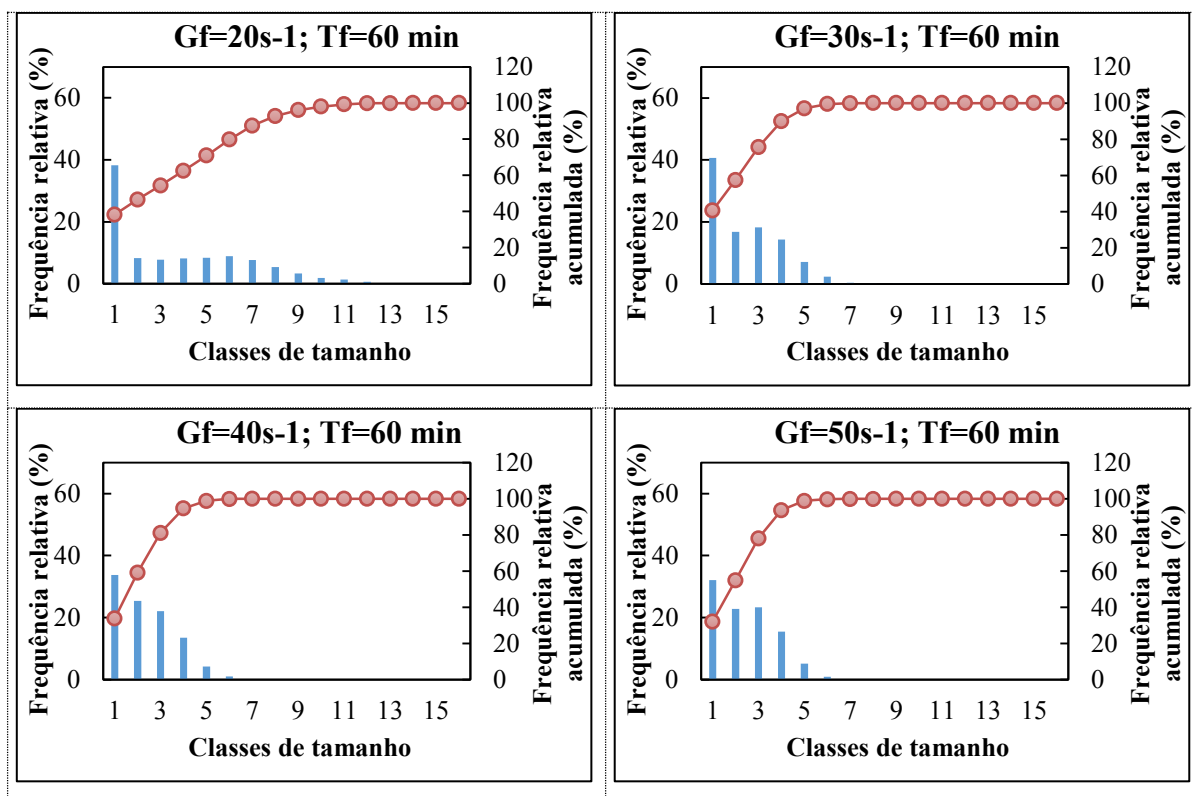 Gf=20s-1; Tf=60 min
Frequência relativa (%)
60
40
20
0
120
100
80
60
40
20
0
Frequência relativa
acumulada (%)
1 3 5 7 9 11 13 15
Classes de tamanho
Gf=30s-1; Tf=60 min
Frequência relativa (%)
60
40
20
0
120
100
80
60
40
20
0
Frequência relativa
acumulada (%)
1 3 5 7 9 11 13 15
Classes de tamanho
Gf=40s-1; Tf=60 min
Frequência relativa (%)
60
40
20
0
120
100
80
60
40
20
0
Frequência relativa
acumulada (%)
1 3 5 7 9 11 13 15
Classes de tamanho
Gf=50s-1; Tf=60 min
Frequência relativa (%)
60
40
20
0
120
100
80
60
40
20
0
Frequência relativa
acumulada (%)
1 3 5 7 9 11 13 15
Classes de tamanho